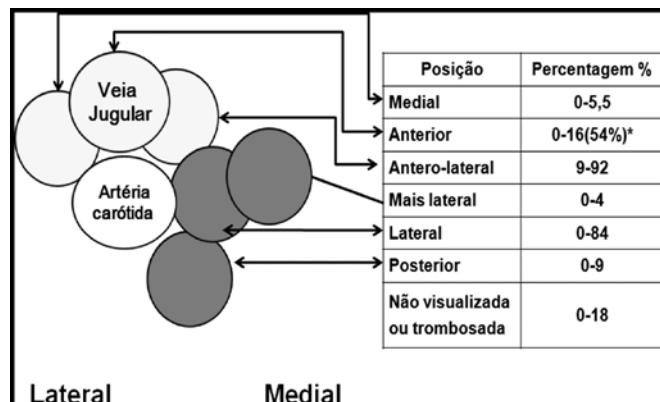 Veia
Jugular
Artéria
carótida
Lateral
Medial
Posição Percentagem %
Medial 0-5,5
Anterior 0-16(54%)*
Antero-lateral 9-92
Mais lateral 0-4
Lateral 0-84
Posterior 0-9
Não visualizada
ou trombosada 0-18